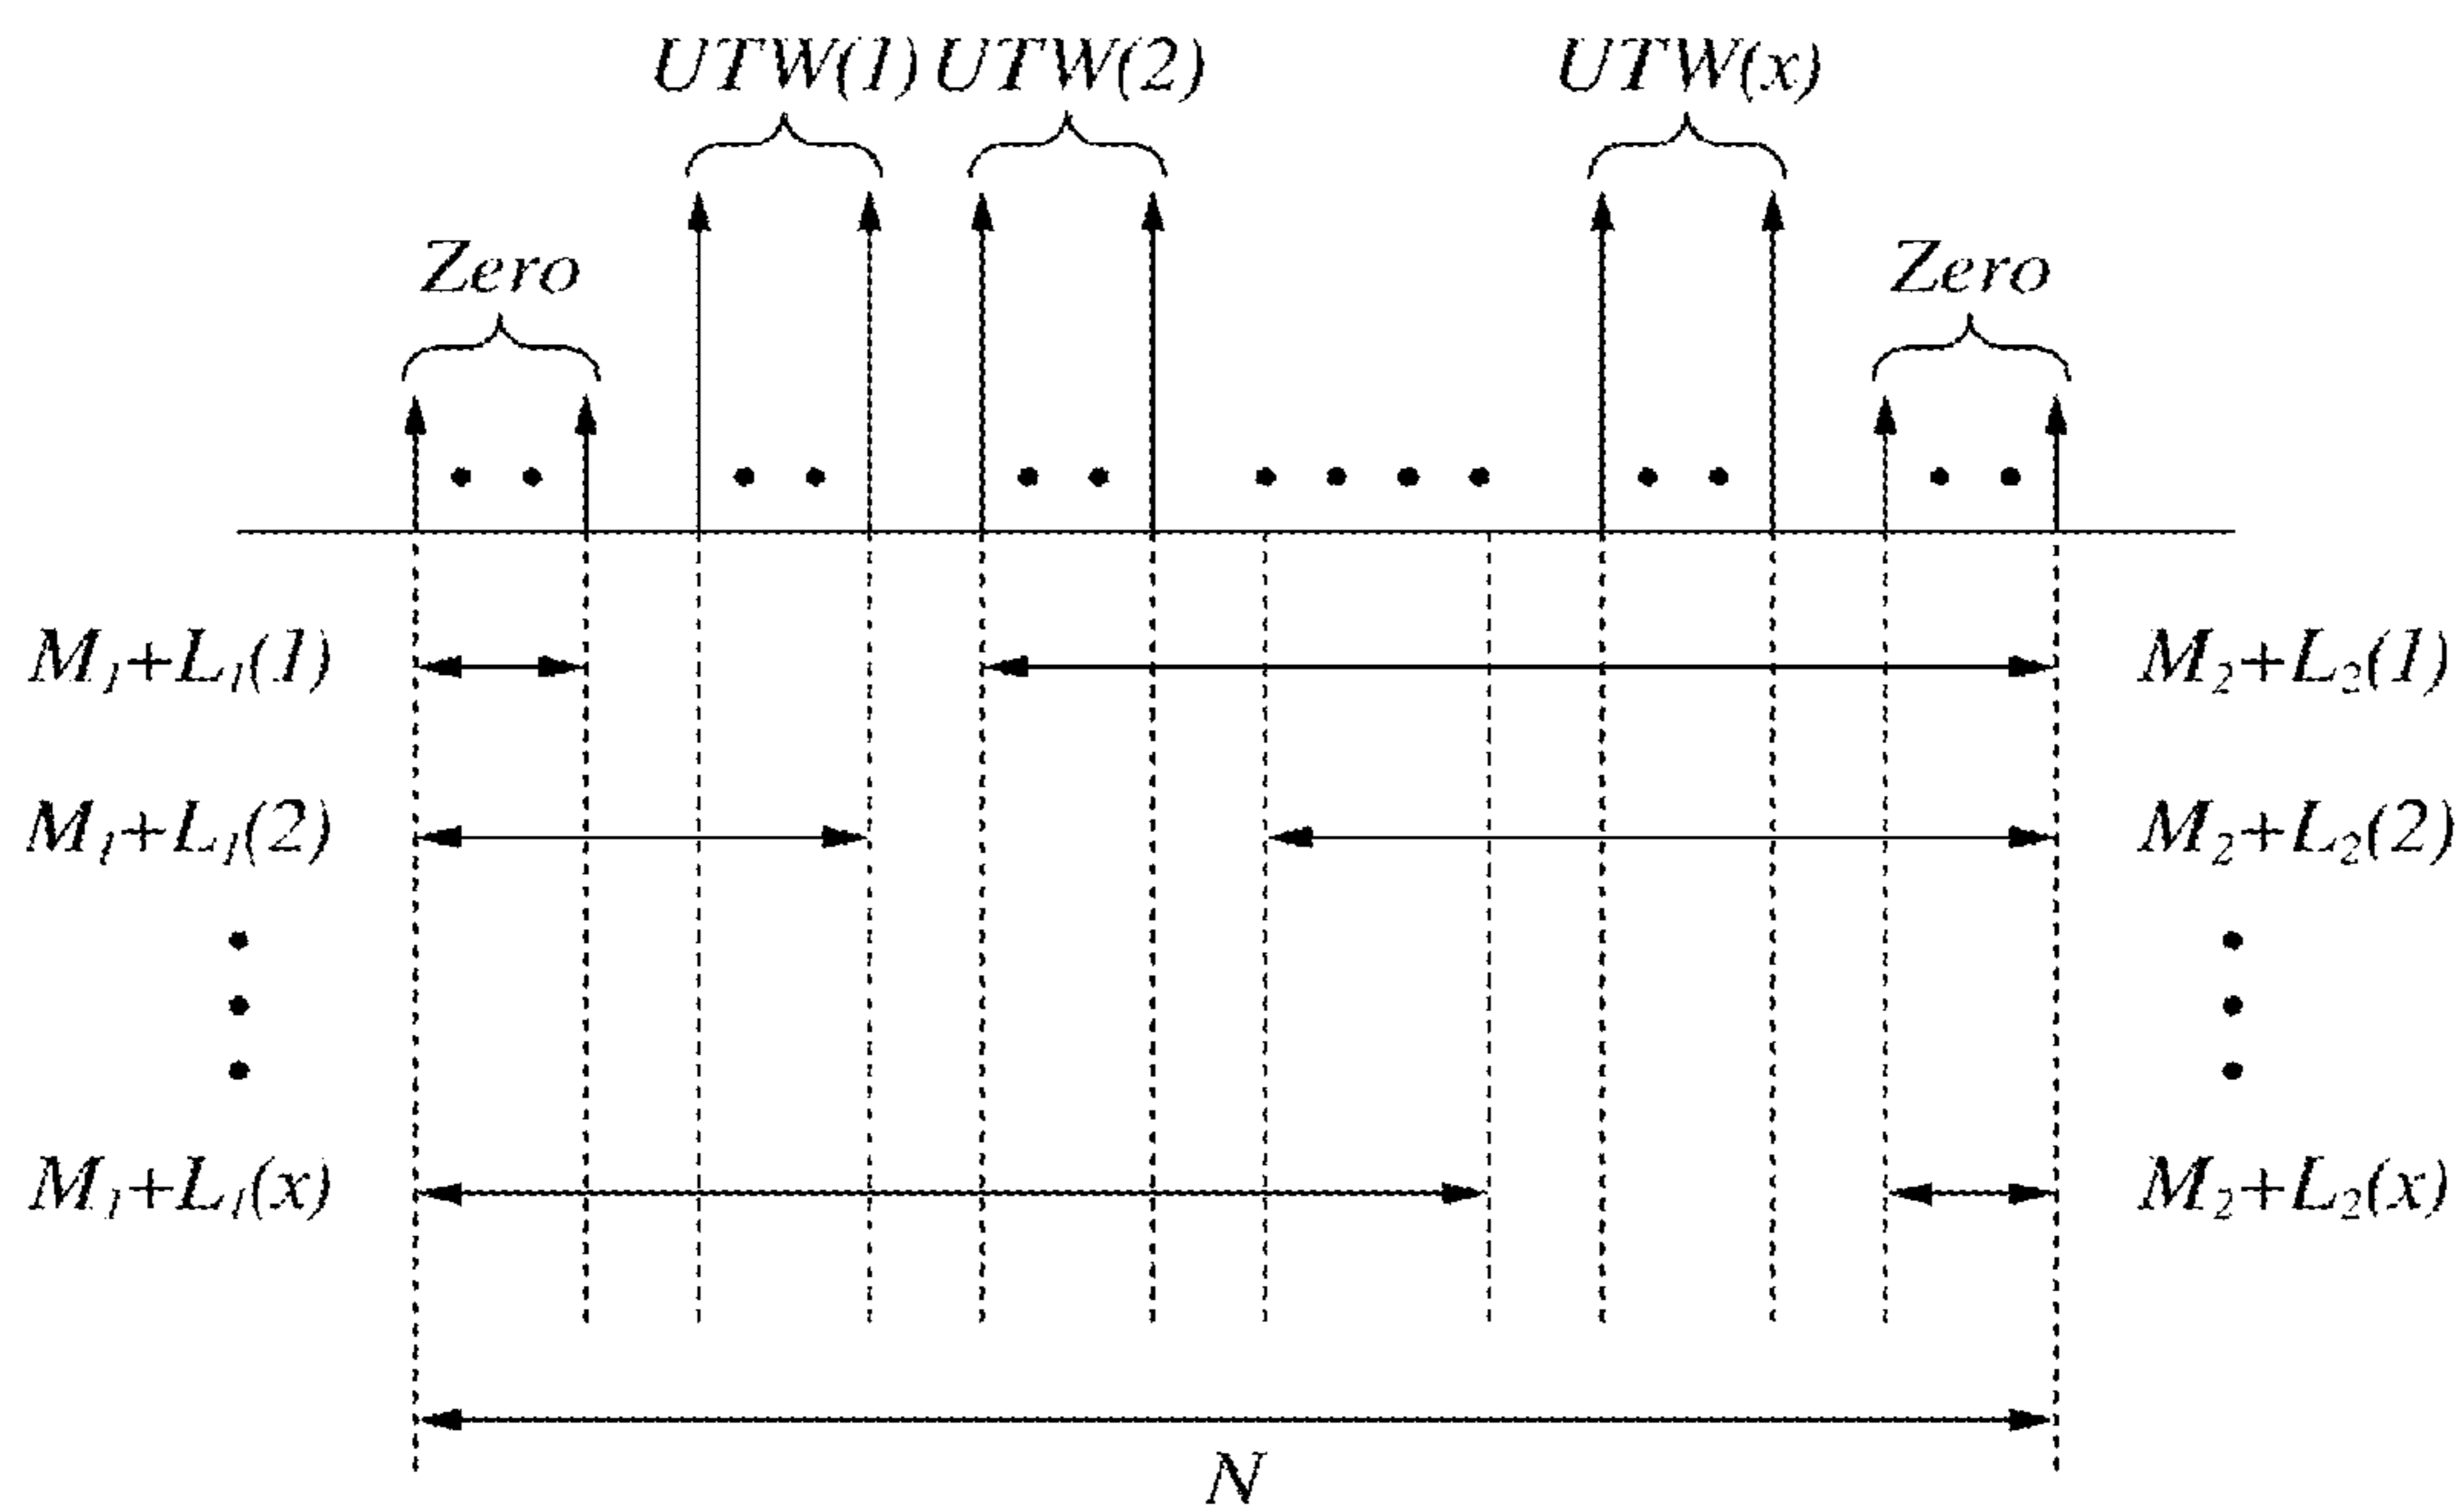 UTW(1) UTW(2) UTW(x)
Zero Zero
M₁+L₁(1) M₂+L₂(1)
M₁+L₁(2) M₂+L₂(2)
M₁+L₁(x) M₂+L₂(x)
N